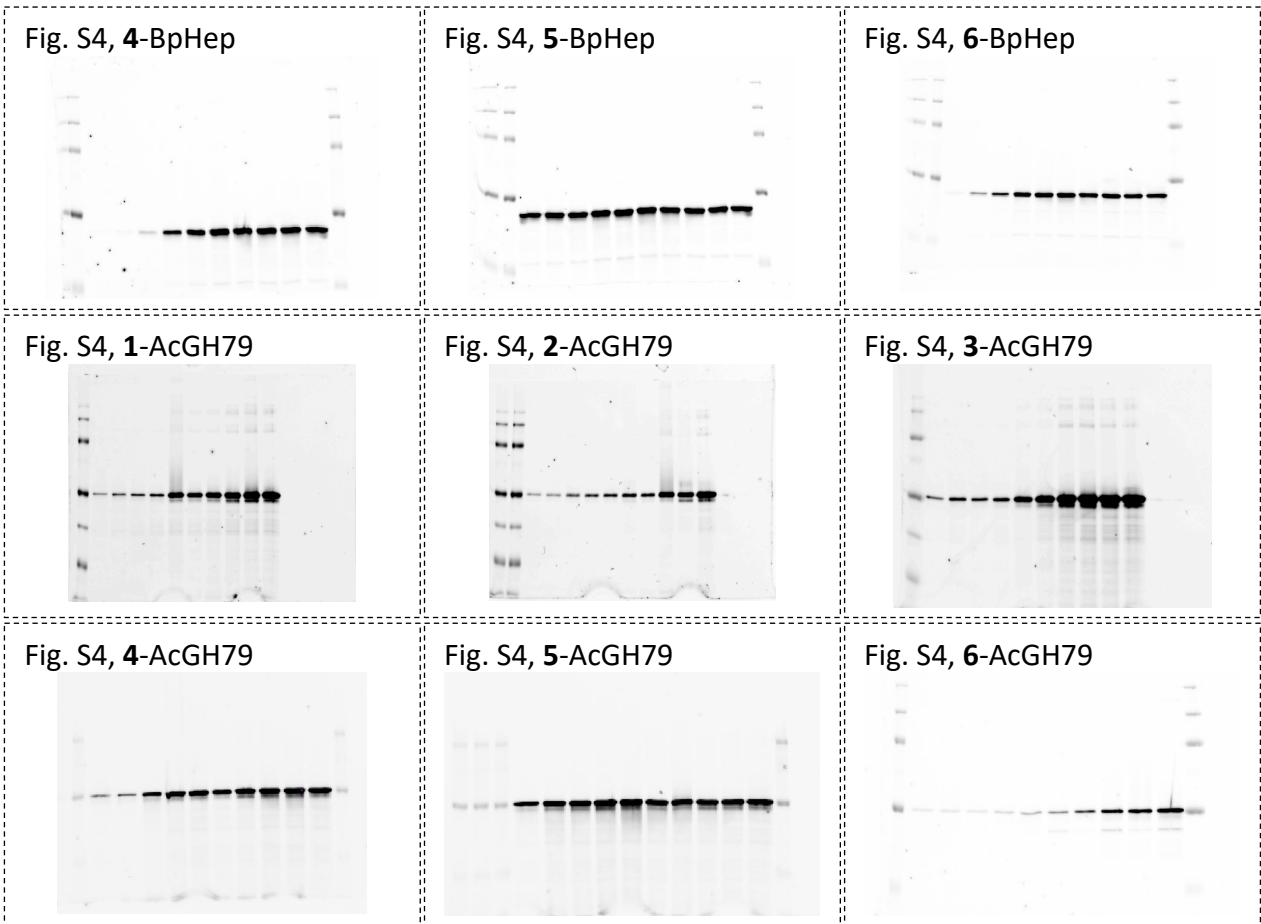 Fig. S4, 4-BpHep
Fig. S4, 5-BpHep
Fig. S4, 6-BpHep
Fig. S4, 1-AcGH79
Fig. S4, 2-AcGH79
Fig. S4, 3-AcGH79
Fig. S4, 4-AcGH79
Fig. S4, 5-AcGH79
Fig. S4, 6-AcGH79